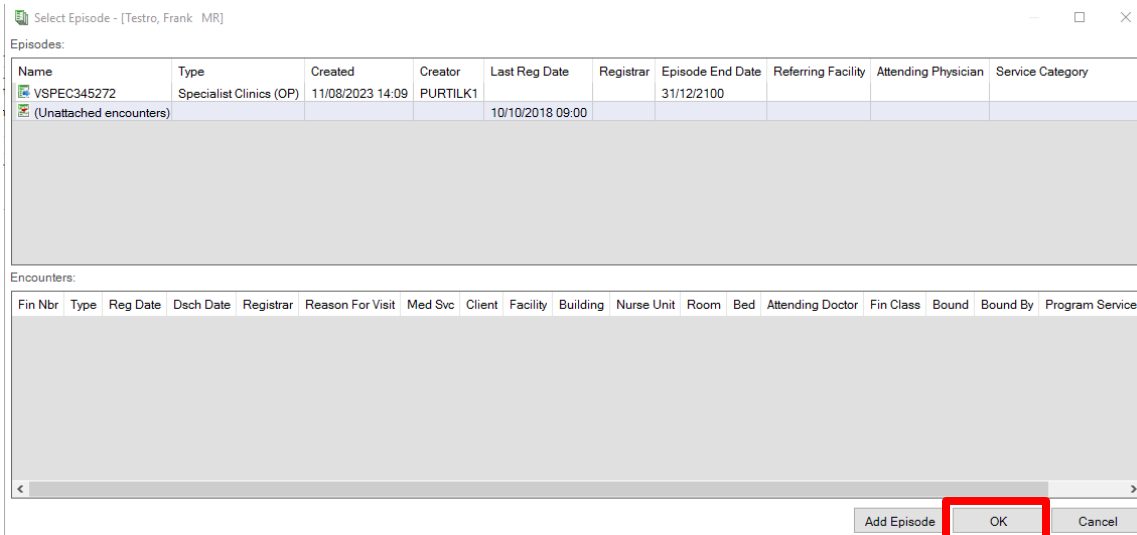 Select Episode - [Testro, Frank   MR]
Episodes:
Name Type Created Creator Last Reg Date Registrar Episode End Date Referring Facility Attending Physician Service Category
VSPEC345272 Specialist Clinics (OP) 11/08/2023 14:09 PURTILK1 31/12/2100
(Unattached encounters) 10/10/2018 09:00
Encounters:
Fin Nbr Type Reg Date Dsch Date Registrar Reason For Visit Med Svc Client Facility Building Nurse Unit Room Bed Attending Doctor Fin Class Bound Bound By Program Service
Add Episode OK Cancel